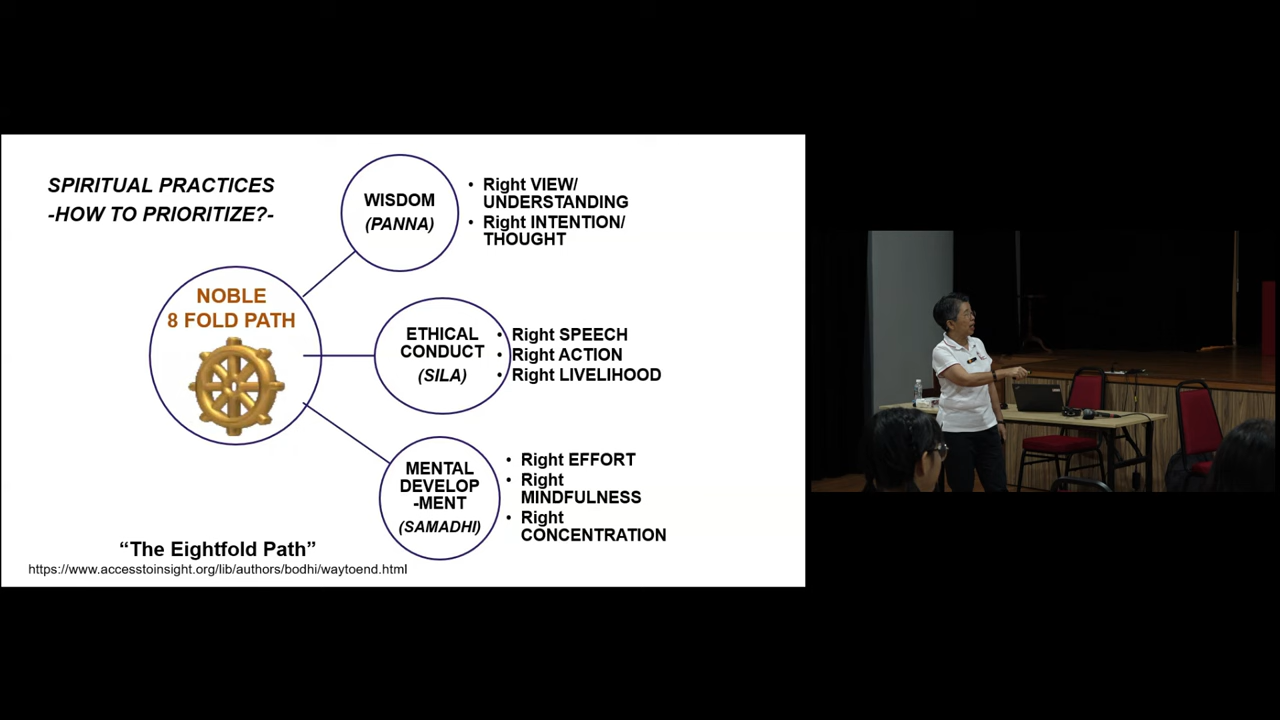 SPIRITUAL PRACTICES
-HOW TO PRIORITIZE?-
NOBLE
8 FOLD PATH
WISDOM
(PANNA)
• Right VIEW/
UNDERSTANDING
• Right INTENTION/
THOUGHT
ETHICAL
CONDUCT
(SILA)
• Right SPEECH
• Right ACTION
• Right LIVELIHOOD
MENTAL
DEVELOP
-MENT
(SAMADHI)
• Right EFFORT
• Right
MINDFULNESS
• Right
CONCENTRATION
“The Eightfold Path”
https://www.accesstoinsight.org/lib/authors/bodhi/waytoend.html